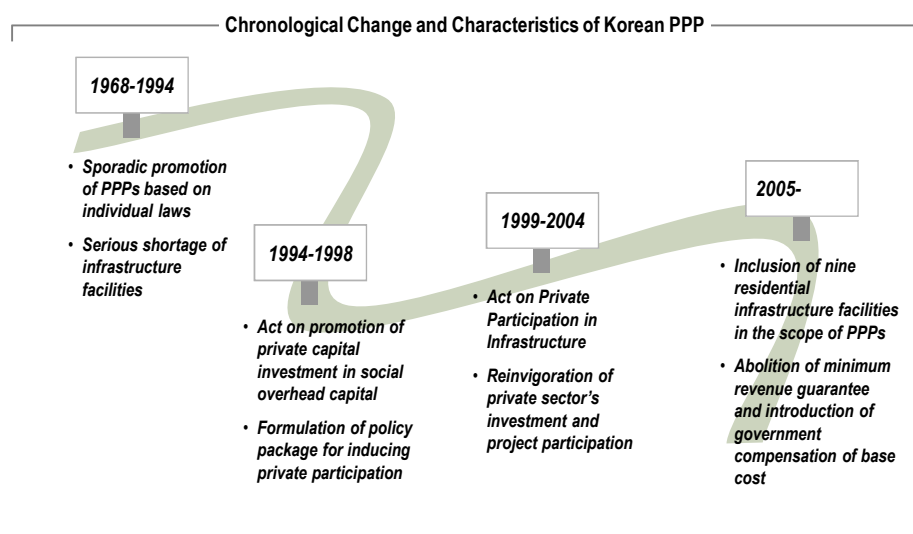 Chronological Change and Characteristics of Korean PPP
1968-1994
• Sporadic promotion
of PPPs based on
individual laws
• Serious shortage of
infrastructure
facilities
1994-1998
• Act on promotion of
private capital
investment in social
overhead capital
• Formulation of policy
package for inducing
private participation
1999-2004
• Act on Private
Participation in
Infrastructure
• Reinvigoration of
private sector's
investment and
project participation
2005-
• Inclusion of nine
residential
infrastructure facilities
in the scope of PPPs
• Abolition of minimum
revenue guarantee
and introduction of
government
compensation of base
cost